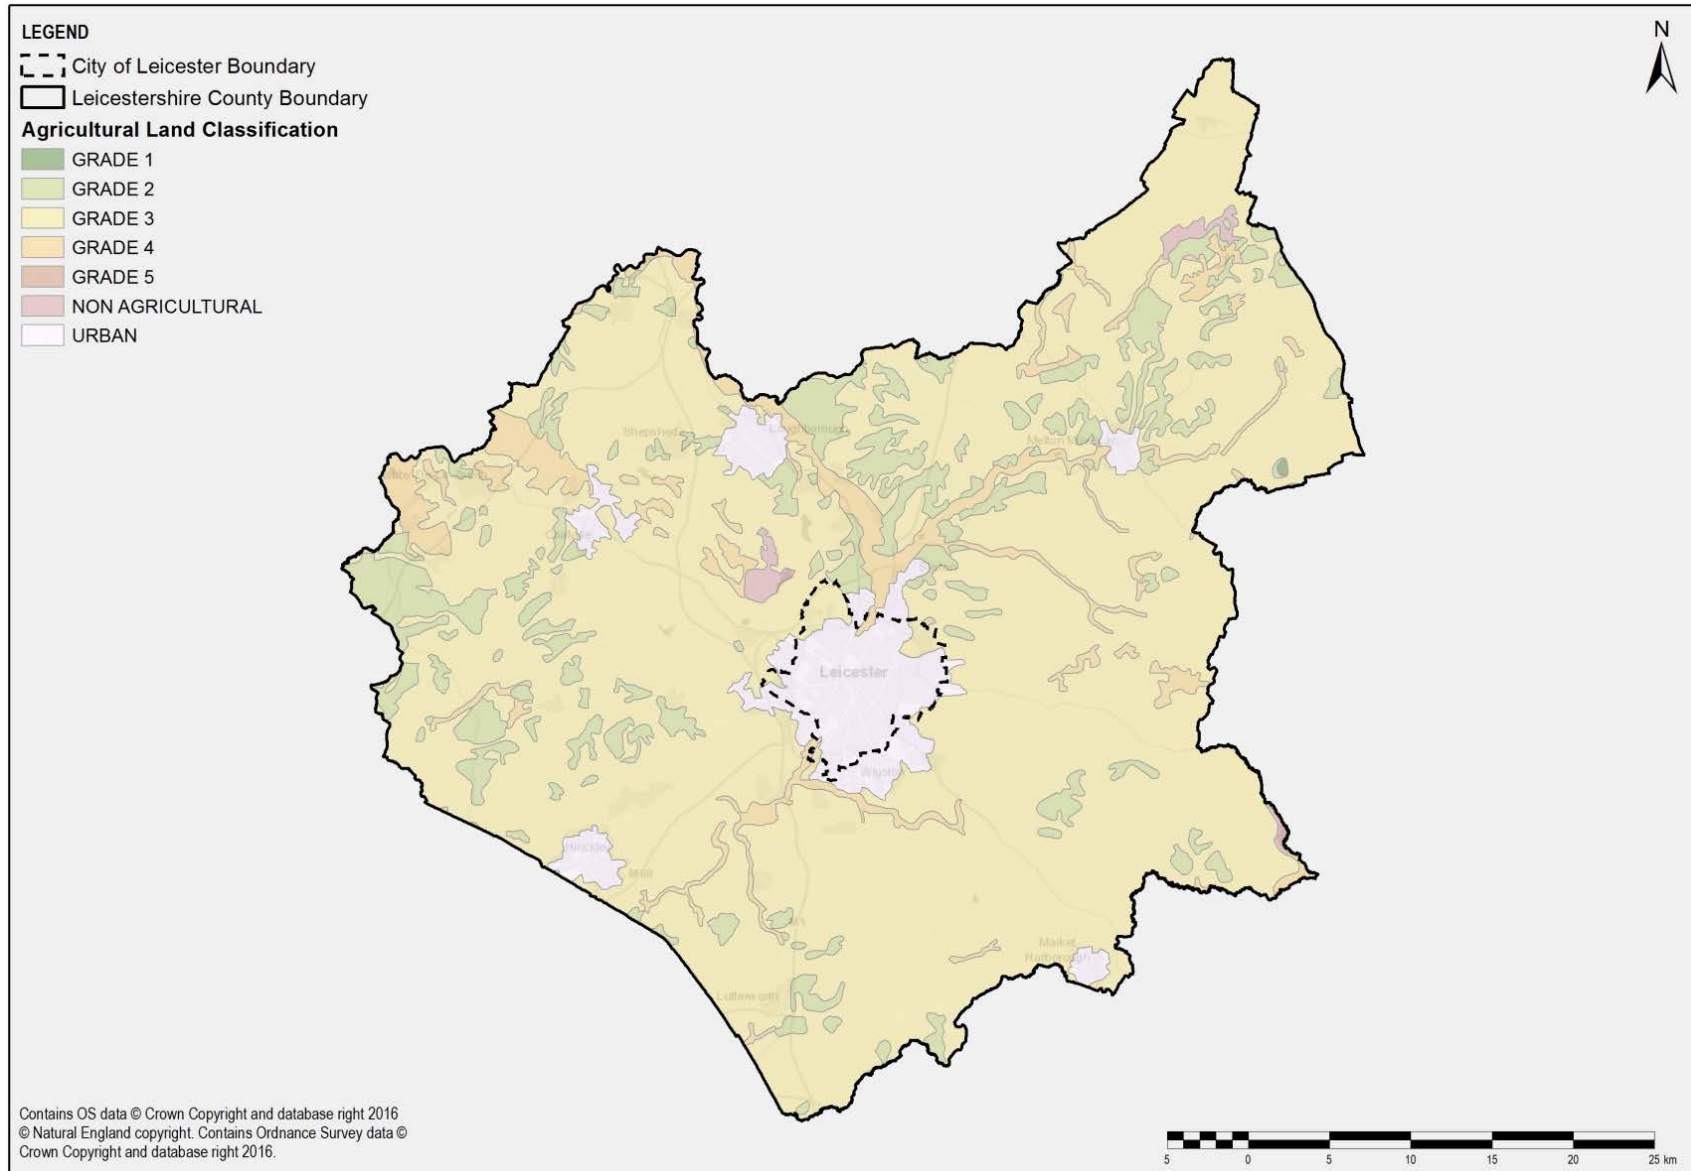 LEGEND
City of Leicester Boundary
Leicestershire County Boundary
Agricultural Land Classification
GRADE 1
GRADE 2
GRADE 3
GRADE 4
GRADE 5
NON AGRICULTURAL
URBAN
N
Shepshed
Loughborough
Melton Mowbray
Leicester
Wigston
Hinckley
M69
M1
Market
Harborough
Lutterworth
Contains OS data © Crown Copyright and database right 2016
© Natural England copyright. Contains Ordnance Survey data ©
Crown Copyright and database right 2016.
5 0 5 10 15 20 25 km